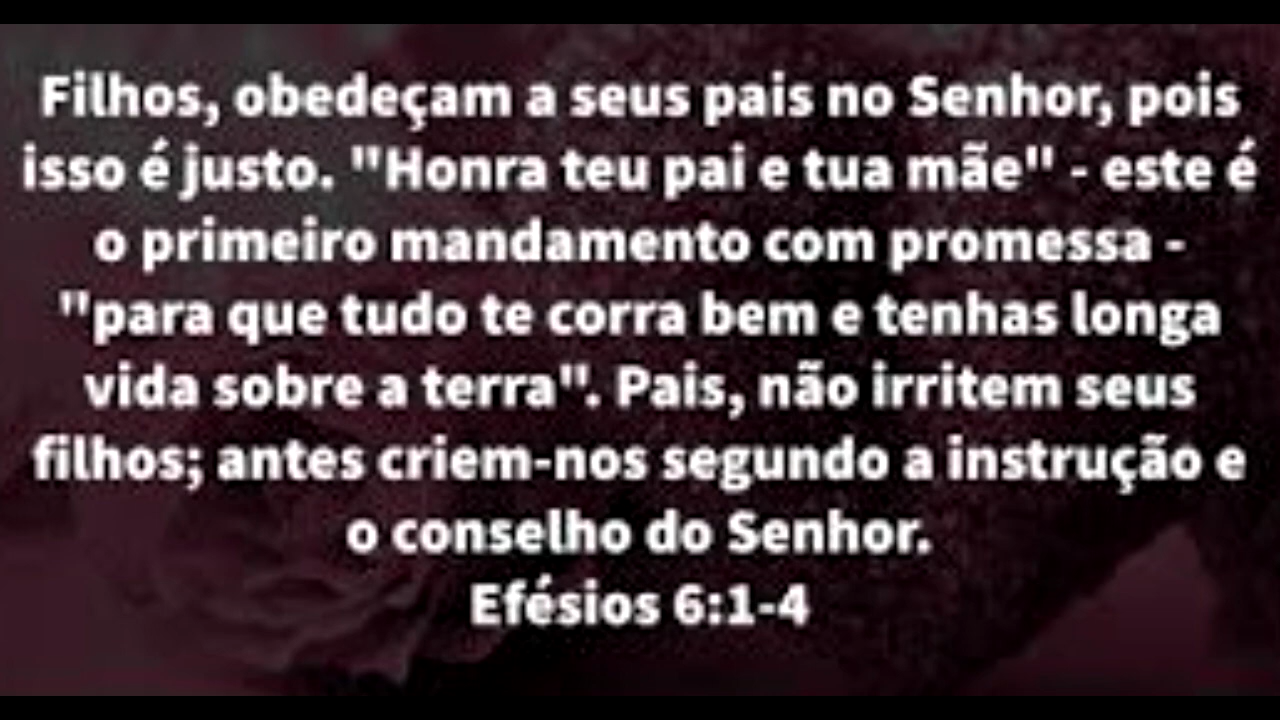 Filhos, obedeçam a seus pais no Senhor, pois
isso é justo. "Honra teu pai e tua mãe" - este é
o primeiro mandamento com promessa -
"para que tudo te corra bem e tenhas longa
vida sobre a terra". Pais, não irritem seus
filhos; antes criem-nos segundo a instrução e
o conselho do Senhor.
Efésios 6:1-4